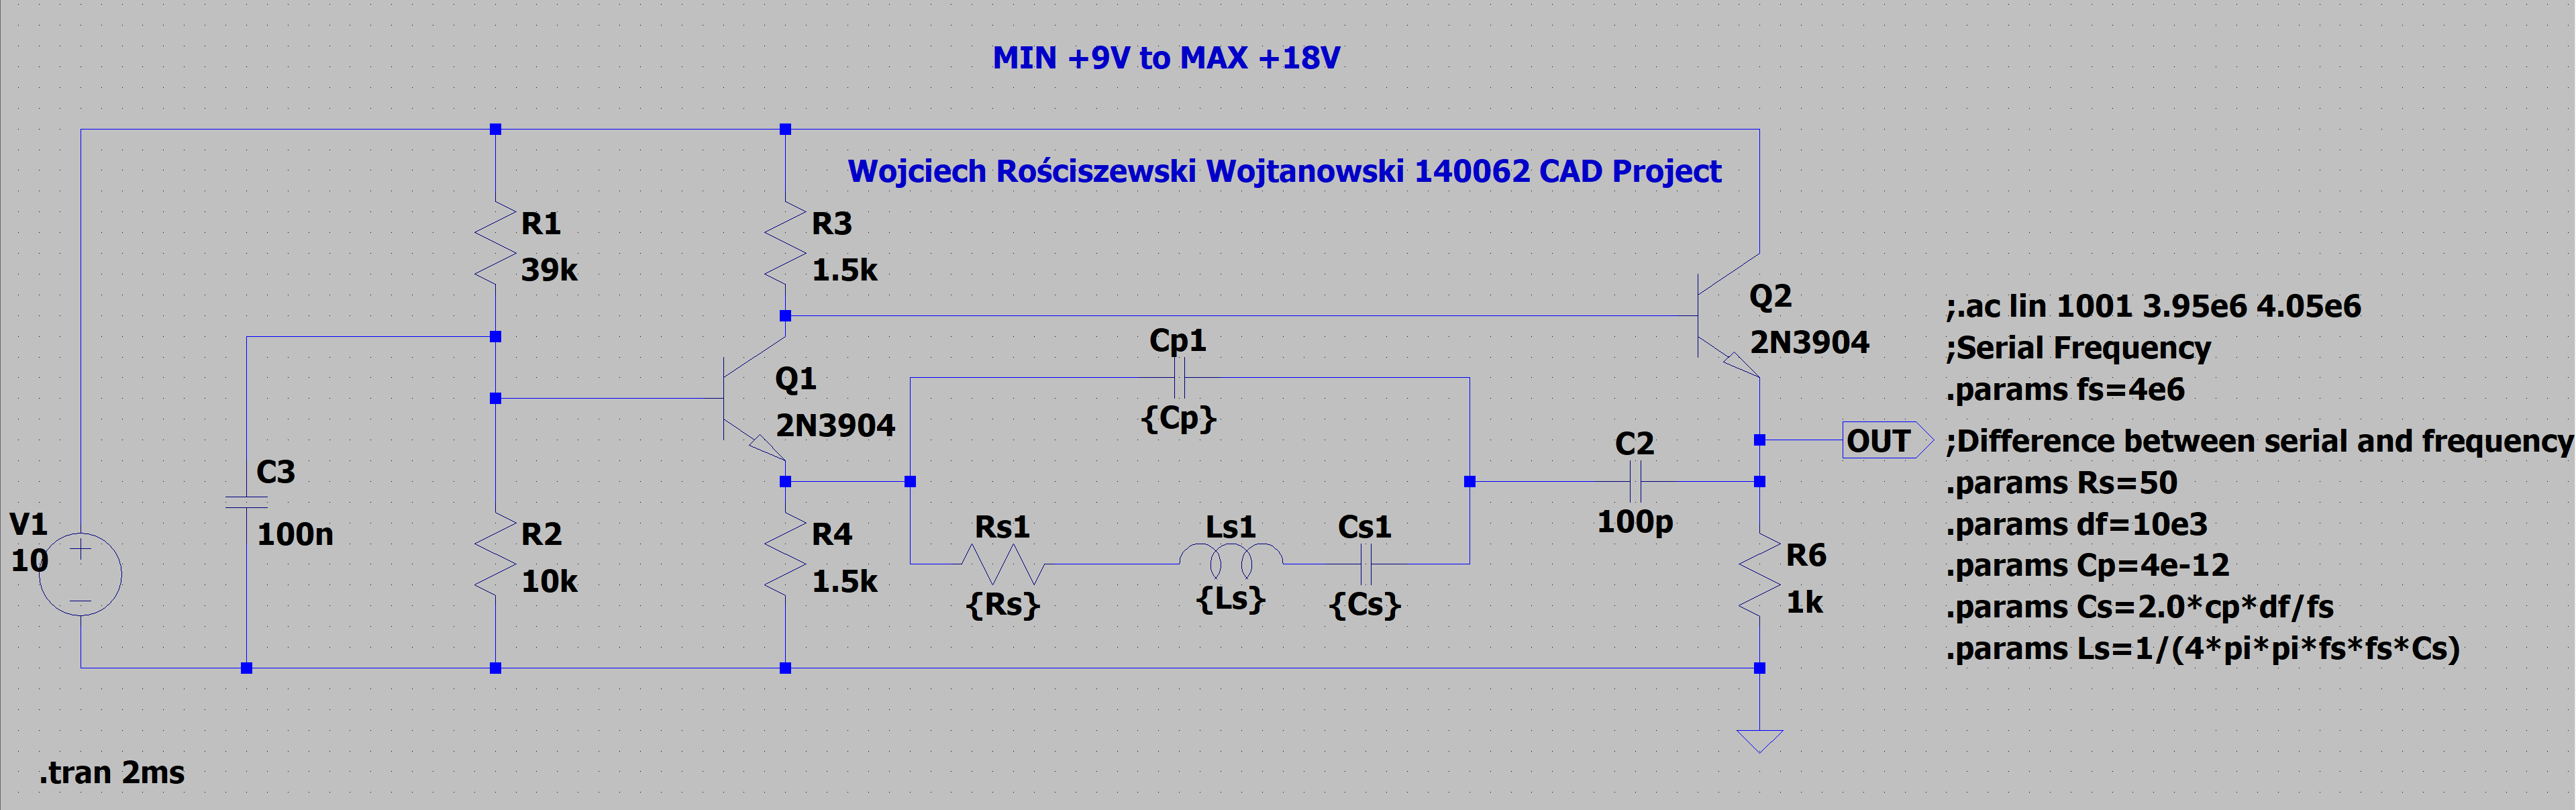 MIN +9V to MAX +18V
Wojciech Rościszewski Wojtanowski 140062 CAD Project
R1
39k
R3
1.5k
Q2
2N3904
Cp1
{Cp}
Q1
2N3904
C2
100p
OUT
C3
100n
V1
10
R2
10k
R4
1.5k
Rs1
{Rs}
Ls1
{Ls}
Cs1
{Cs}
R6
1k
;.ac lin 1001 3.95e6 4.05e6
;Serial Frequency
.params fs=4e6
;Difference between serial and frequency
.params Rs=50
.params df=10e3
.params Cp=4e-12
.params Cs=2.0*cp*df/fs
.params Ls=1/(4*pi*pi*fs*fs*Cs)
.tran 2ms